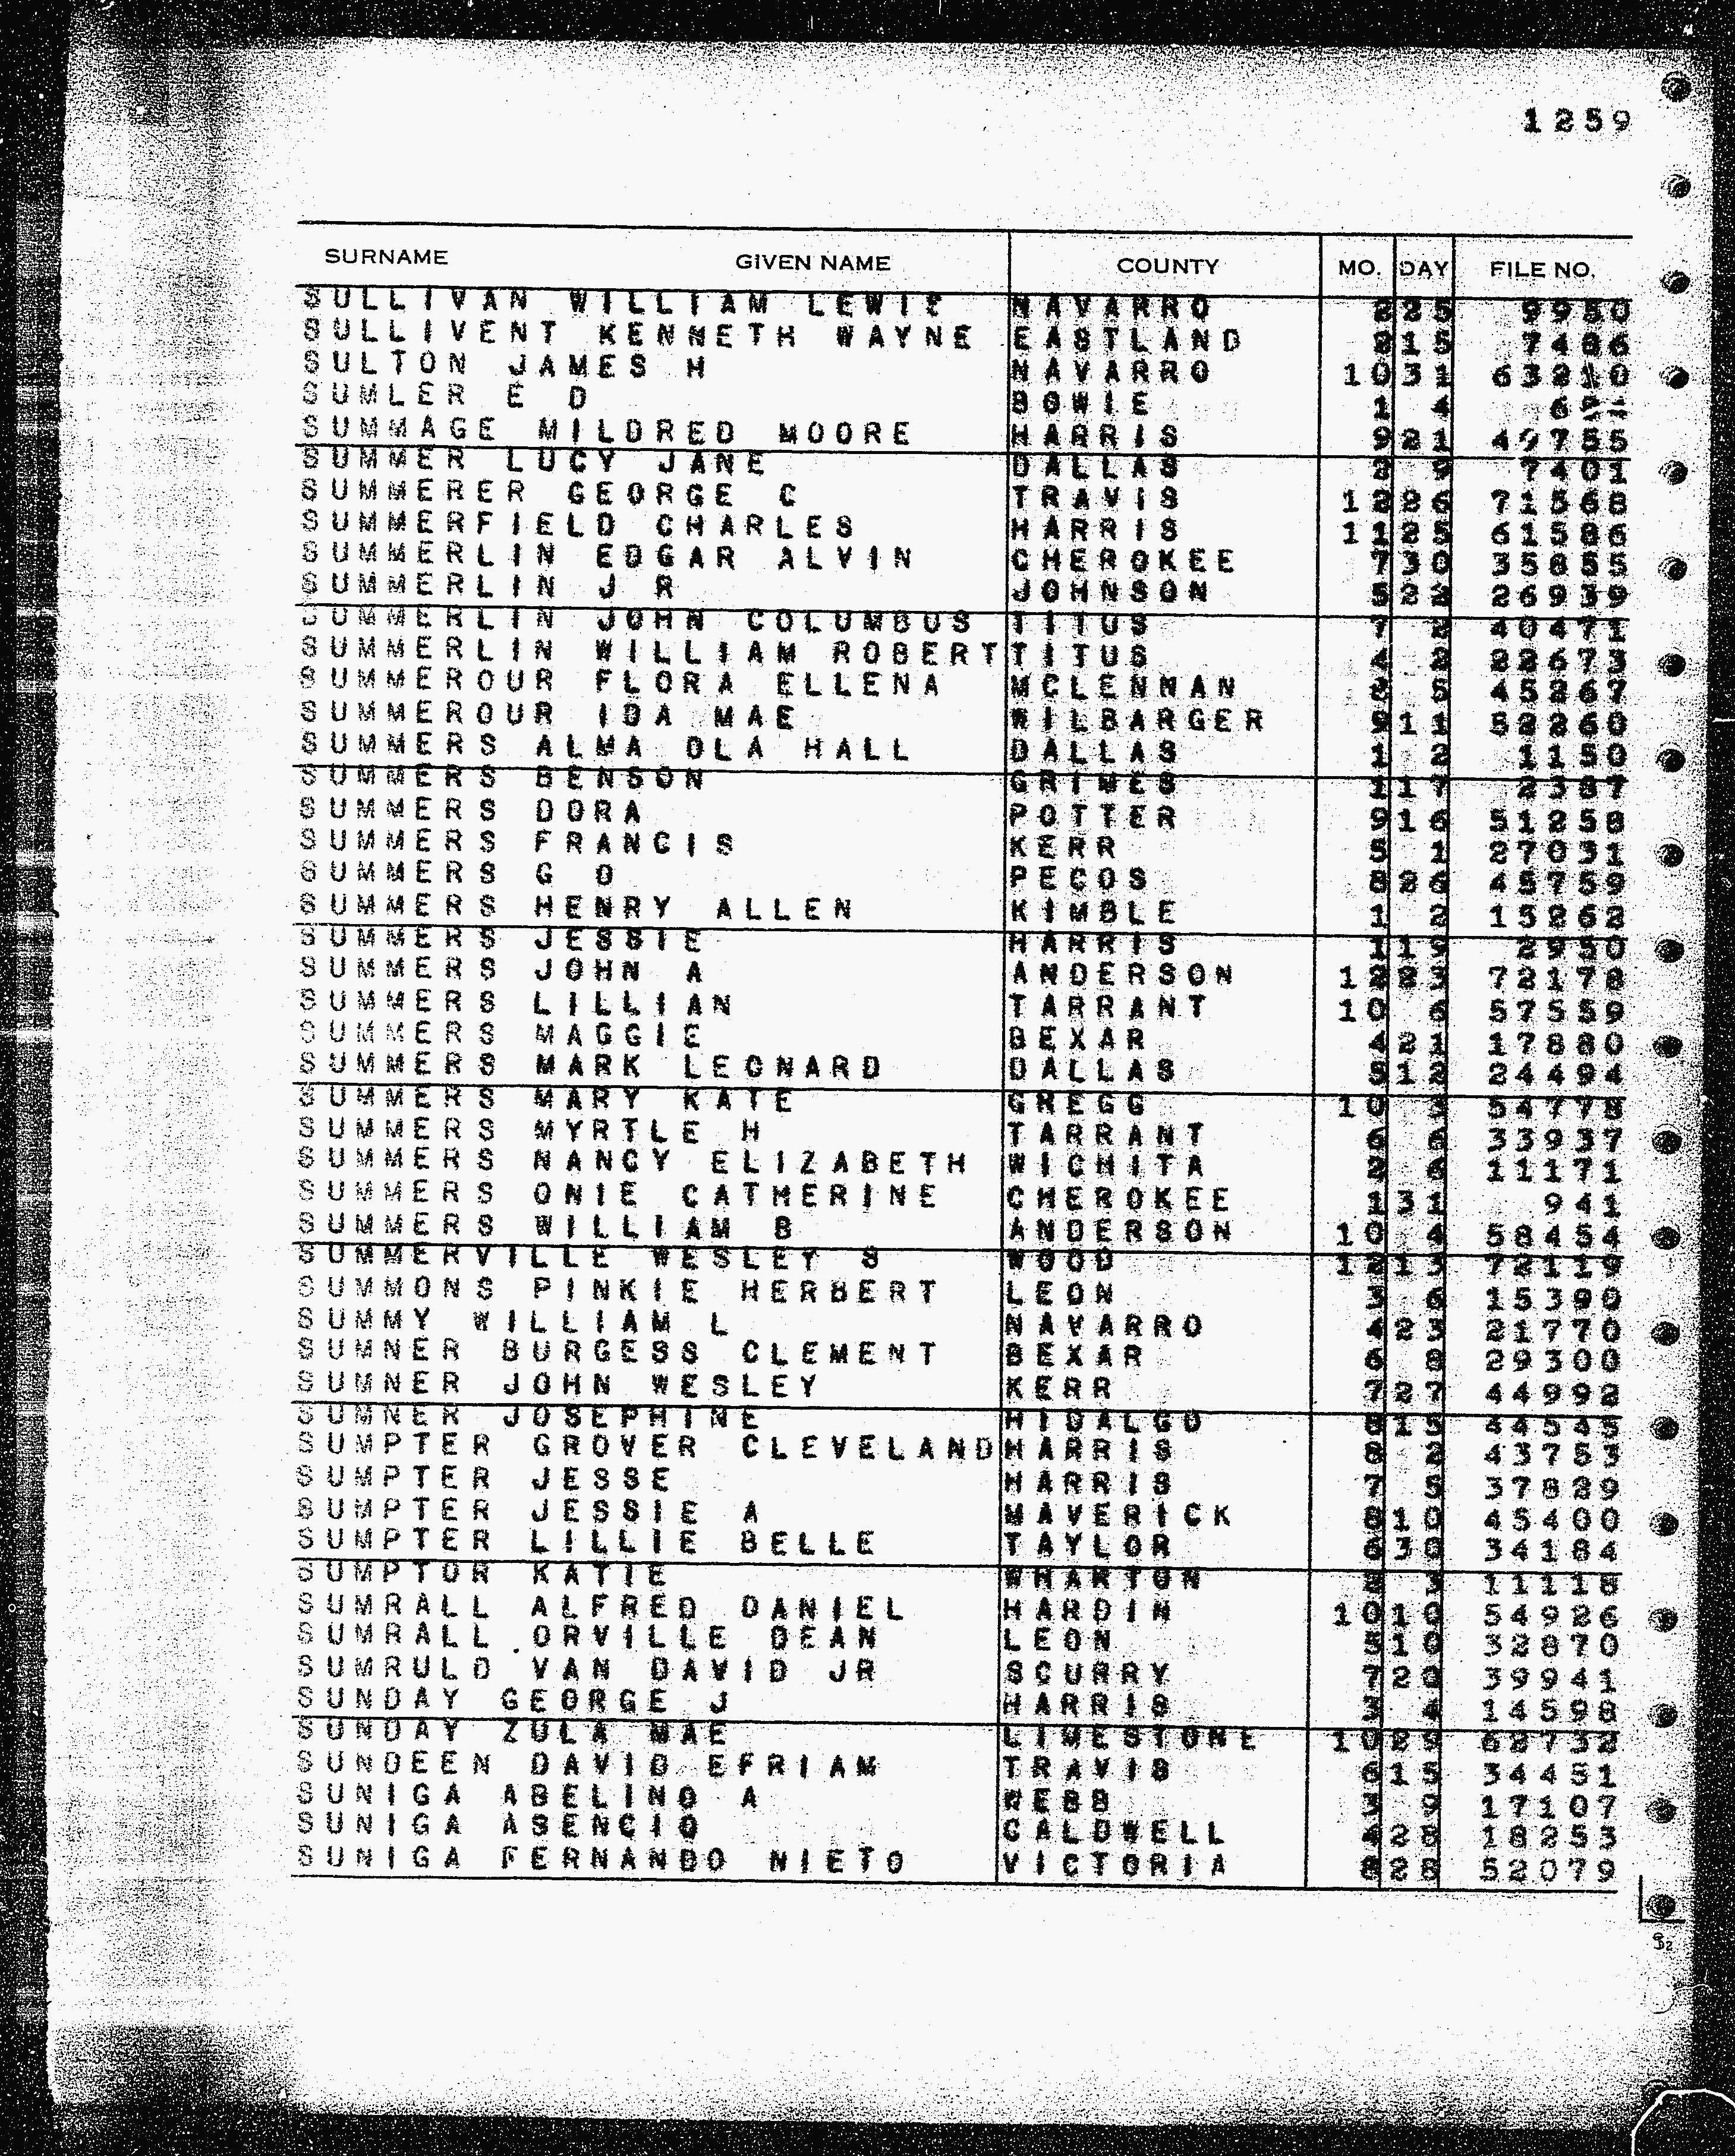 1259
SURNAME GIVEN NAME COUNTY MO. DAY FILE NO.
SULLIVAN WILLIAM LEWIS NAVARRO 2 25 9950
SULLIVENT KENNETH WAYNE EASTLAND 2 15 7486
SULTON JAMES H NAVARRO 10 31
SUMLER E D BOWIE 1 4
SUMMAGE MILDRED MOORE HARRIS 9 21 49755
SUMMER LUCY JANE DALLAS 2 9 7401
SUMMERER GEORGE C TRAVIS 12 26 71568
SUMMERFIELD CHARLES HARRIS 11 25 61586
SUMMERLIN EDGAR ALVIN CHEROKEE 7 30 35855
SUMMERLIN J R JOHNSON 5 22 26939
SUMMERLIN JOHN COLUMBUS TITUS 7 2 40471
SUMMERLIN WILLIAM ROBERT TITUS 4 2 22673
SUMMEROUR FLORA ELLENA MCLENNAN 8 5 45267
SUMMEROUR IDA MAE WILBARGER 9 11 52260
SUMMERS ALMA OLA HALL DALLAS 1 2 1150
SUMMERS BENSON GRIMES 1 17 2387
SUMMERS DORA POTTER 9 16 51258
SUMMERS FRANCIS KERR 5 1 27031
SUMMERS G O PECOS 8 26 45759
SUMMERS HENRY ALLEN KIMBLE 1 2 15262
SUMMERS JESSIE HARRIS 1 19 2950
SUMMERS JOHN A ANDERSON 12 23 72178
SUMMERS LILLIAN TARRANT 10 6 57559
SUMMERS MAGGIE BEXAR 4 21 17880
SUMMERS MARK LEONARD DALLAS 5 12 24494
SUMMERS MARY KATE GREGG 10 3 54778
SUMMERS MYRTLE H TARRANT 6 6 33937
SUMMERS NANCY ELIZABETH WICHITA 2 6 11171
SUMMERS ONIE CATHERINE CHEROKEE 1 31 941
SUMMERS WILLIAM B ANDERSON 10 4 58454
SUMMERVILLE WESLEY S WOOD 12 13 72119
SUMMONS PINKIE HERBERT LEON 3 6 15390
SUMMY WILLIAM L NAVARRO 4 23 21770
SUMNER BURGESS CLEMENT BEXAR 6 8 29300
SUMNER JOHN WESLEY KERR 7 27 44992
SUMNER JOSEPHINE HIDALGO 8 15 44545
SUMPTER GROVER CLEVELAND HARRIS 8 2 43753
SUMPTER JESSE HARRIS 7 5 37829
SUMPTER JESSIE A MAVERICK 8 10 45400
SUMPTER LILLIE BELLE TAYLOR 6 30 34184
SUMPTOR KATIE WHARTON 2 3 11118
SUMRALL ALFRED DANIEL HARDIN 10 10 54926
SUMRALL ORVILLE DEAN LEON 5 10 32870
SUMRULD VAN DAVID JR SCURRY 7 20 39941
SUNDAY GEORGE J HARRIS 3 4 14598
SUNDAY ZULA MAE LIMESTONE 10 29 62732
SUNDEEN DAVID EFRIAM TRAVIS 6 15 34451
SUNIGA ABELINO A WEBB 3 9 17107
SUNIGA ASENCIO CALDWELL 4 28 18253
SUNIGA FERNANDO NIETO VICTORIA 8 28 52079